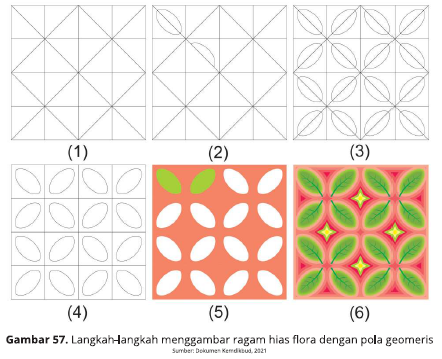 (1) (2) (3)
(4) (5) (6)
Gambar 57. Langkah-langkah menggambar ragam hias flora dengan pola geomeris
Sumber: Dokumen Kemdikbud, 2021